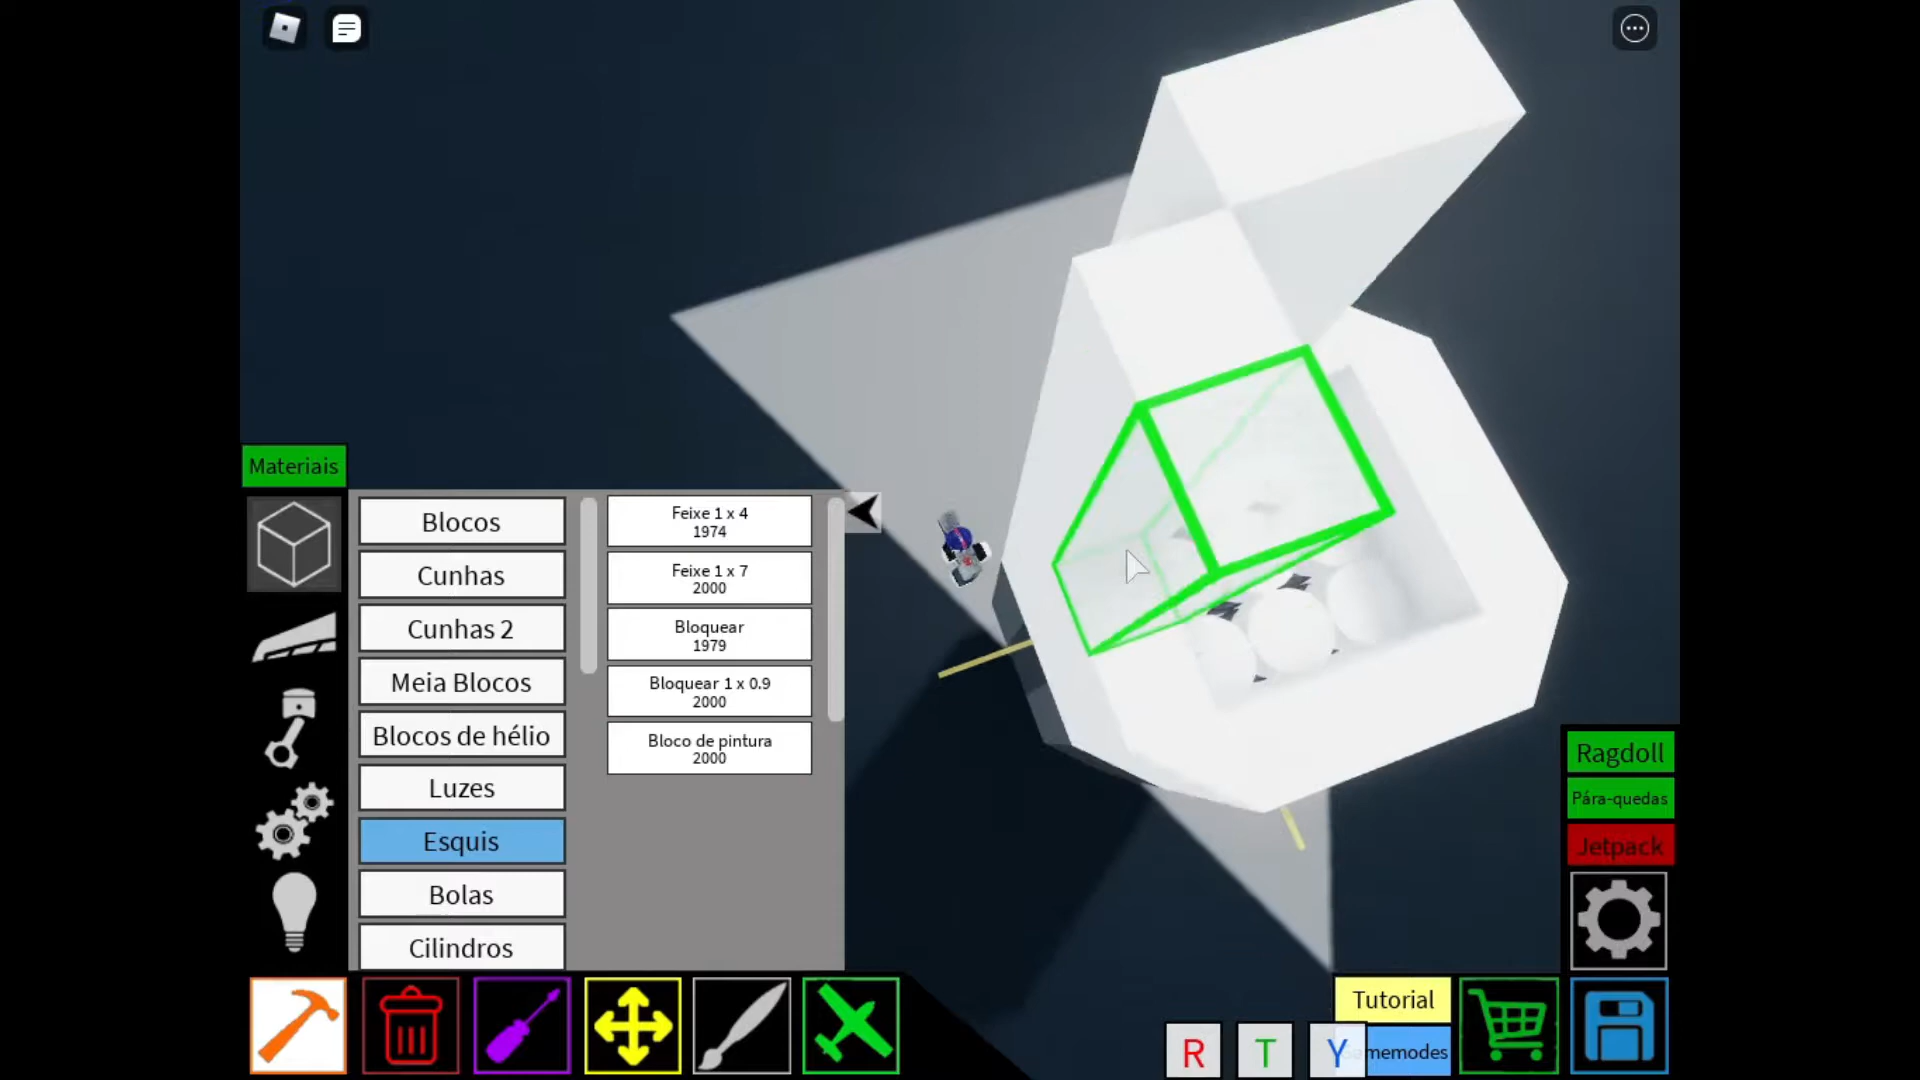 Materiais
Blocos
Cunhas
Cunhas 2
Meia Blocos
Blocos de hélio
Luzes
Esquis
Bolas
Cilindros
Feixe 1 x 4
1974
Feixe 1 x 7
2000
Bloquear
1979
Bloquear 1 x 0.9
2000
Bloco de pintura
2000
Ragdoll
Pára-quedas
Jetpack
Tutorial
R
T
Y
memodes